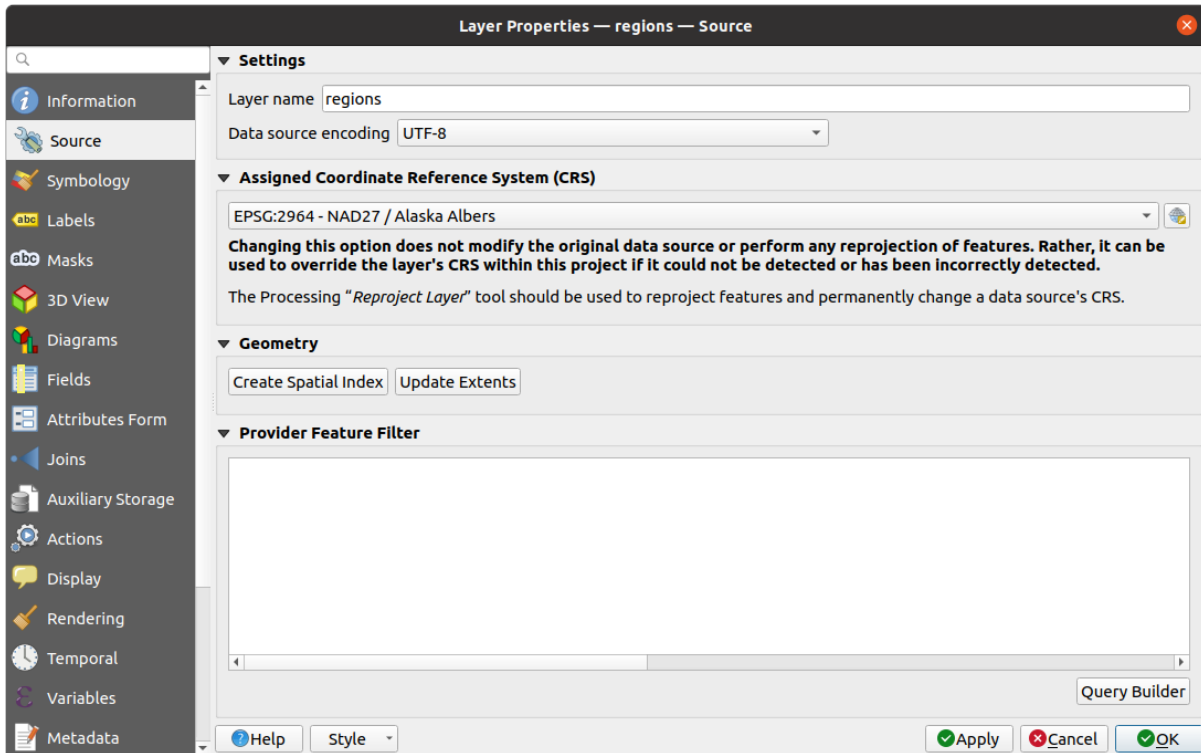 Layer Properties — regions — Source
Information
Source
Symbology
abc Labels
abc Masks
3D View
Diagrams
Fields
Attributes Form
Joins
Auxiliary Storage
Actions
Display
Rendering
Temporal
Variables
Metadata
Settings
Layer name regions
Data source encoding UTF-8
Assigned Coordinate Reference System (CRS)
EPSG:2964 - NAD27 / Alaska Albers
Changing this option does not modify the original data source or perform any reprojection of features. Rather, it can be
used to override the layer's CRS within this project if it could not be detected or has been incorrectly detected.
The Processing “Reproject Layer” tool should be used to reproject features and permanently change a data source's CRS.
Geometry
Create Spatial Index Update Extents
Provider Feature Filter
Query Builder
Help Style Apply Cancel OK